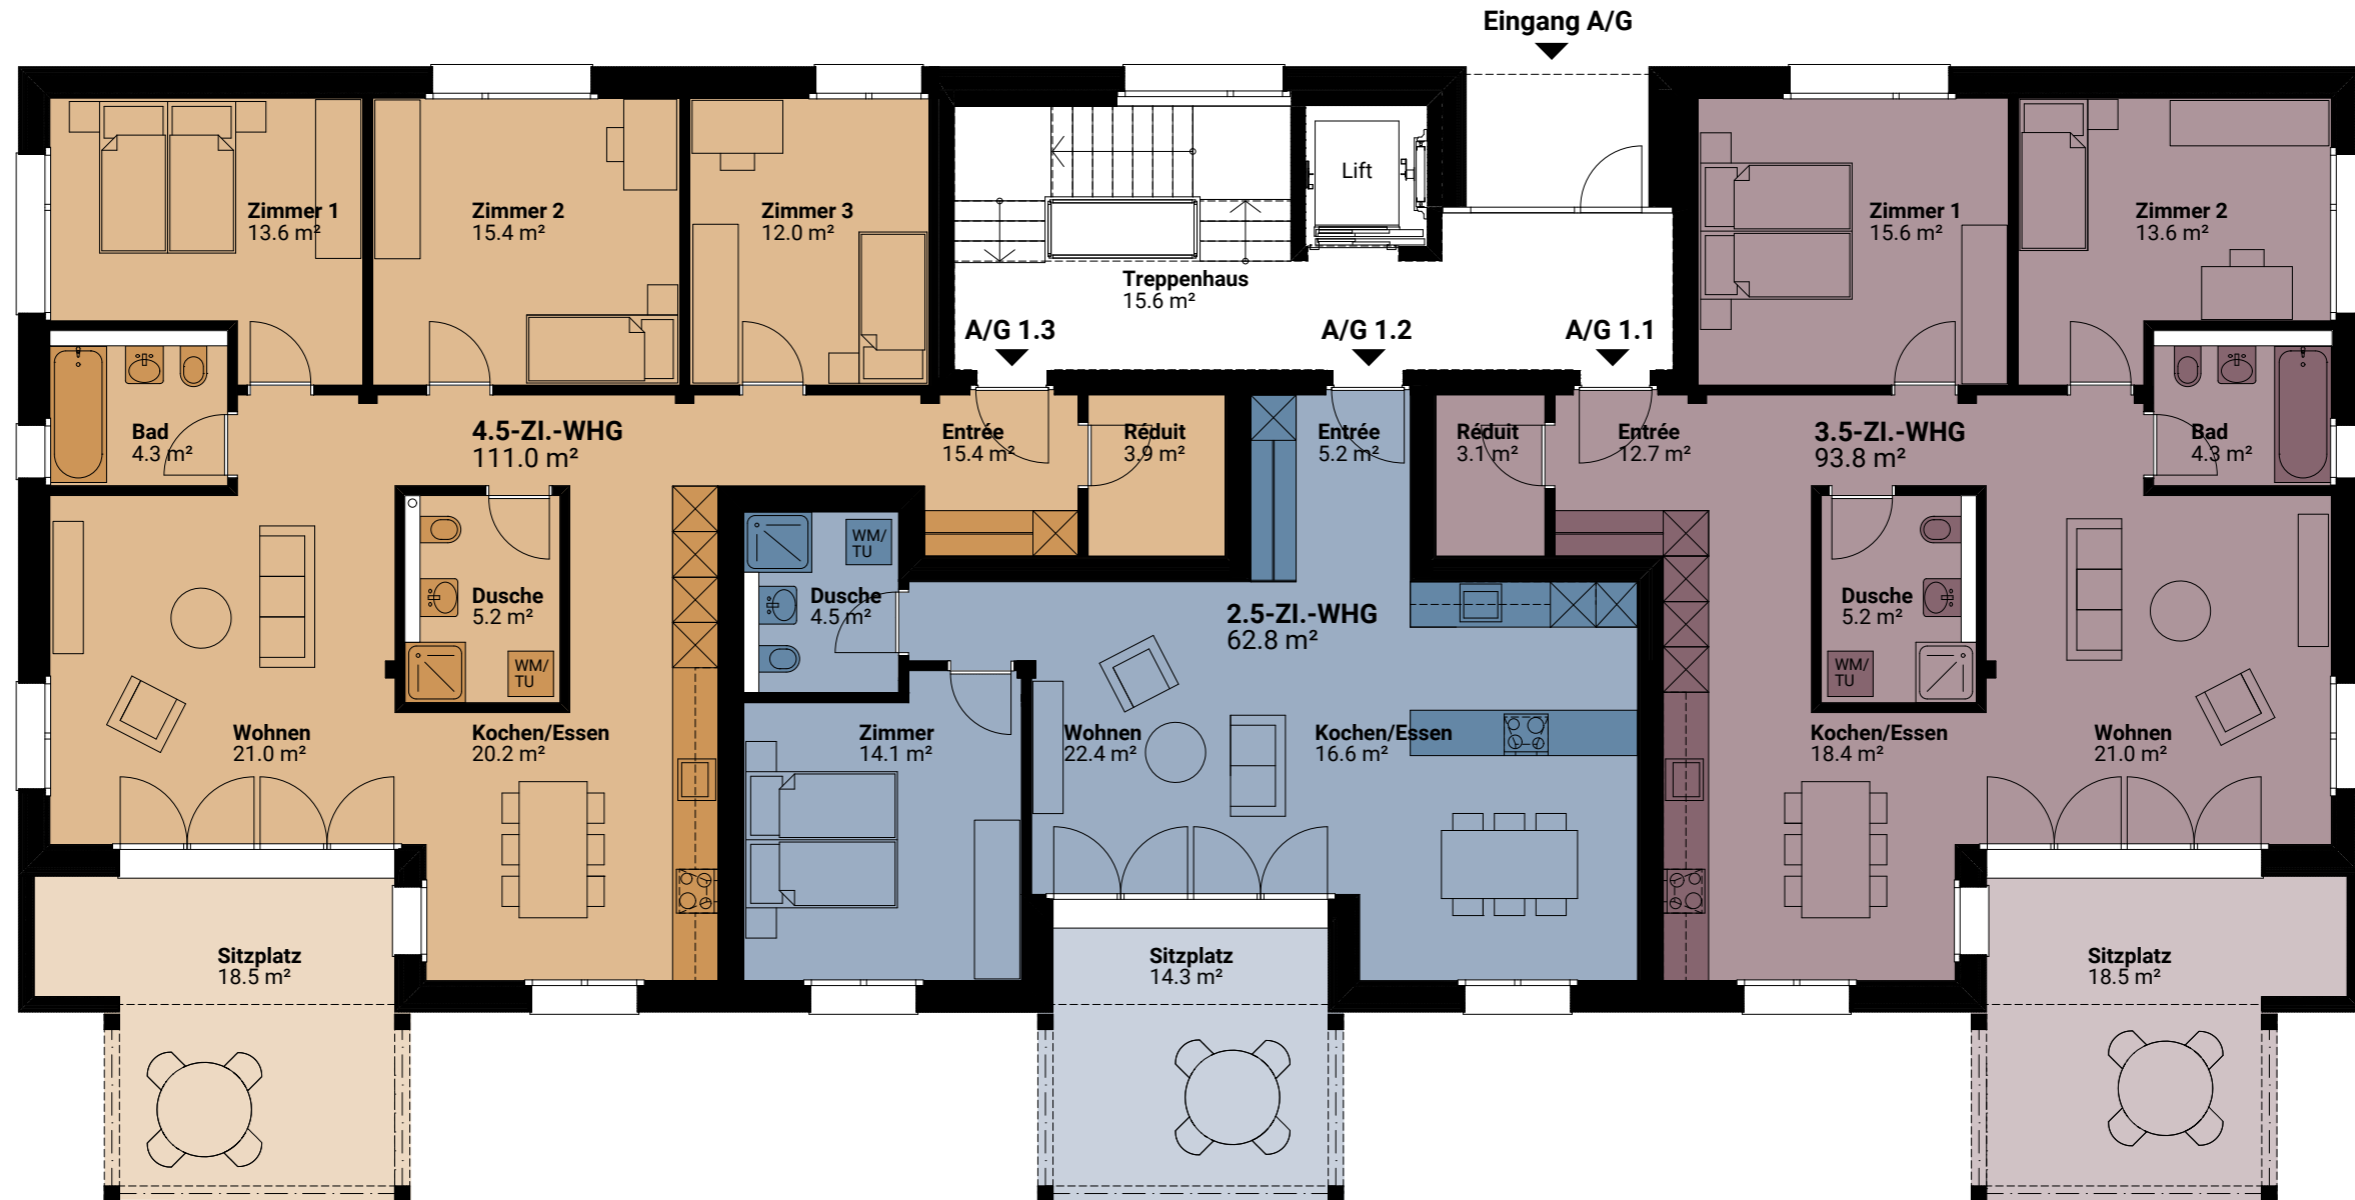 Eingang A/G
Lift
Zimmer 1
13.6 m²
Zimmer 2
15.4 m²
Zimmer 3
12.0 m²
Treppenhaus
15.6 m²
Zimmer 1
15.6 m²
Zimmer 2
13.6 m²
A/G 1.3
A/G 1.2
A/G 1.1
Bad
4.3 m²
4.5-ZI.-WHG
111.0 m²
Entrée
15.4 m²
Réduit
3.9 m²
Entrée
5.2 m²
Réduit
3.1 m²
Entrée
12.7 m²
3.5-ZI.-WHG
93.8 m²
Bad
4.3 m²
Dusche
5.2 m²
WM/
TU
WM/
TU
Dusche
4.5 m²
2.5-ZI.-WHG
62.8 m²
Dusche
5.2 m²
WM/
TU
Wohnen
21.0 m²
Kochen/Essen
20.2 m²
Zimmer
14.1 m²
Wohnen
22.4 m²
Kochen/Essen
16.6 m²
Kochen/Essen
18.4 m²
Wohnen
21.0 m²
Sitzplatz
18.5 m²
Sitzplatz
14.3 m²
Sitzplatz
18.5 m²